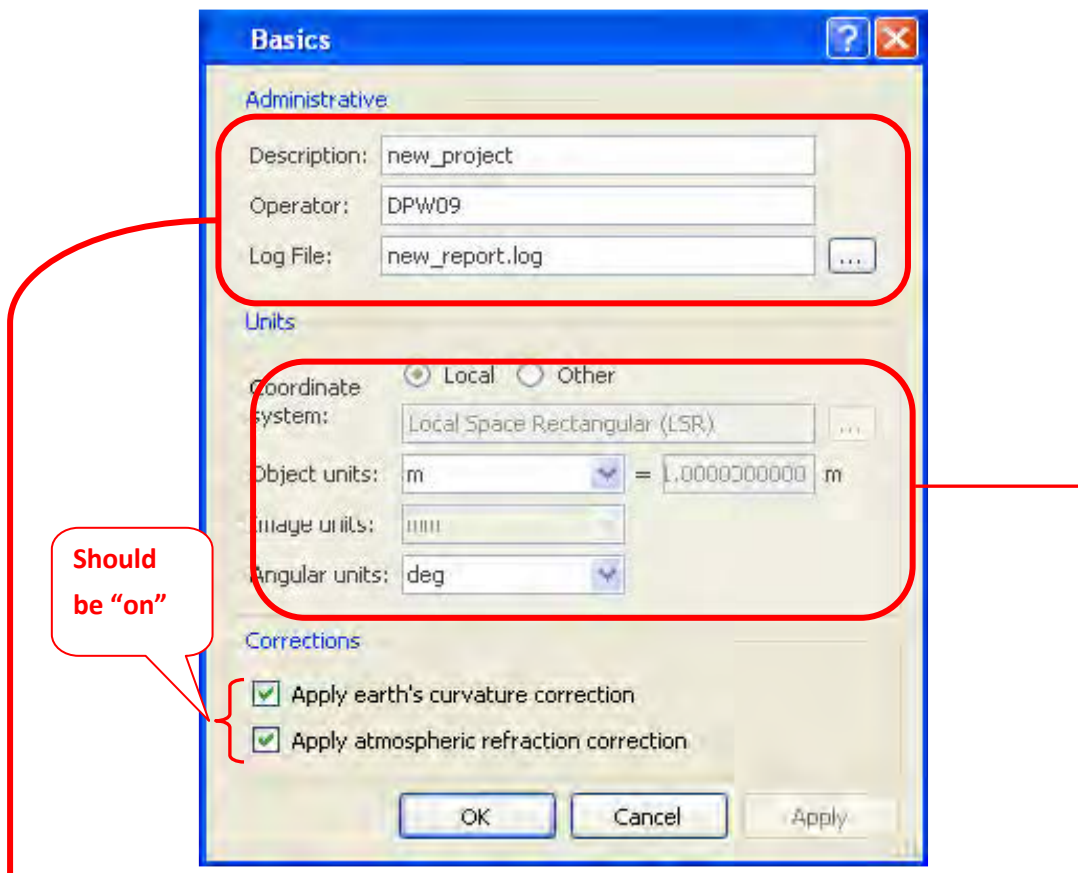 Basics
Administrative
Description: new_project
Operator: DPW09
Log File: new_report.log ...
Units
Coordinate system: Local Other
Local Space Rectangular (LSR) ...
Object units: m = 1.0000000000 m
Image units: mm
Angular units: deg
Should
be “on”
Corrections
Apply earth's curvature correction
Apply atmospheric refraction correction
OK Cancel Apply